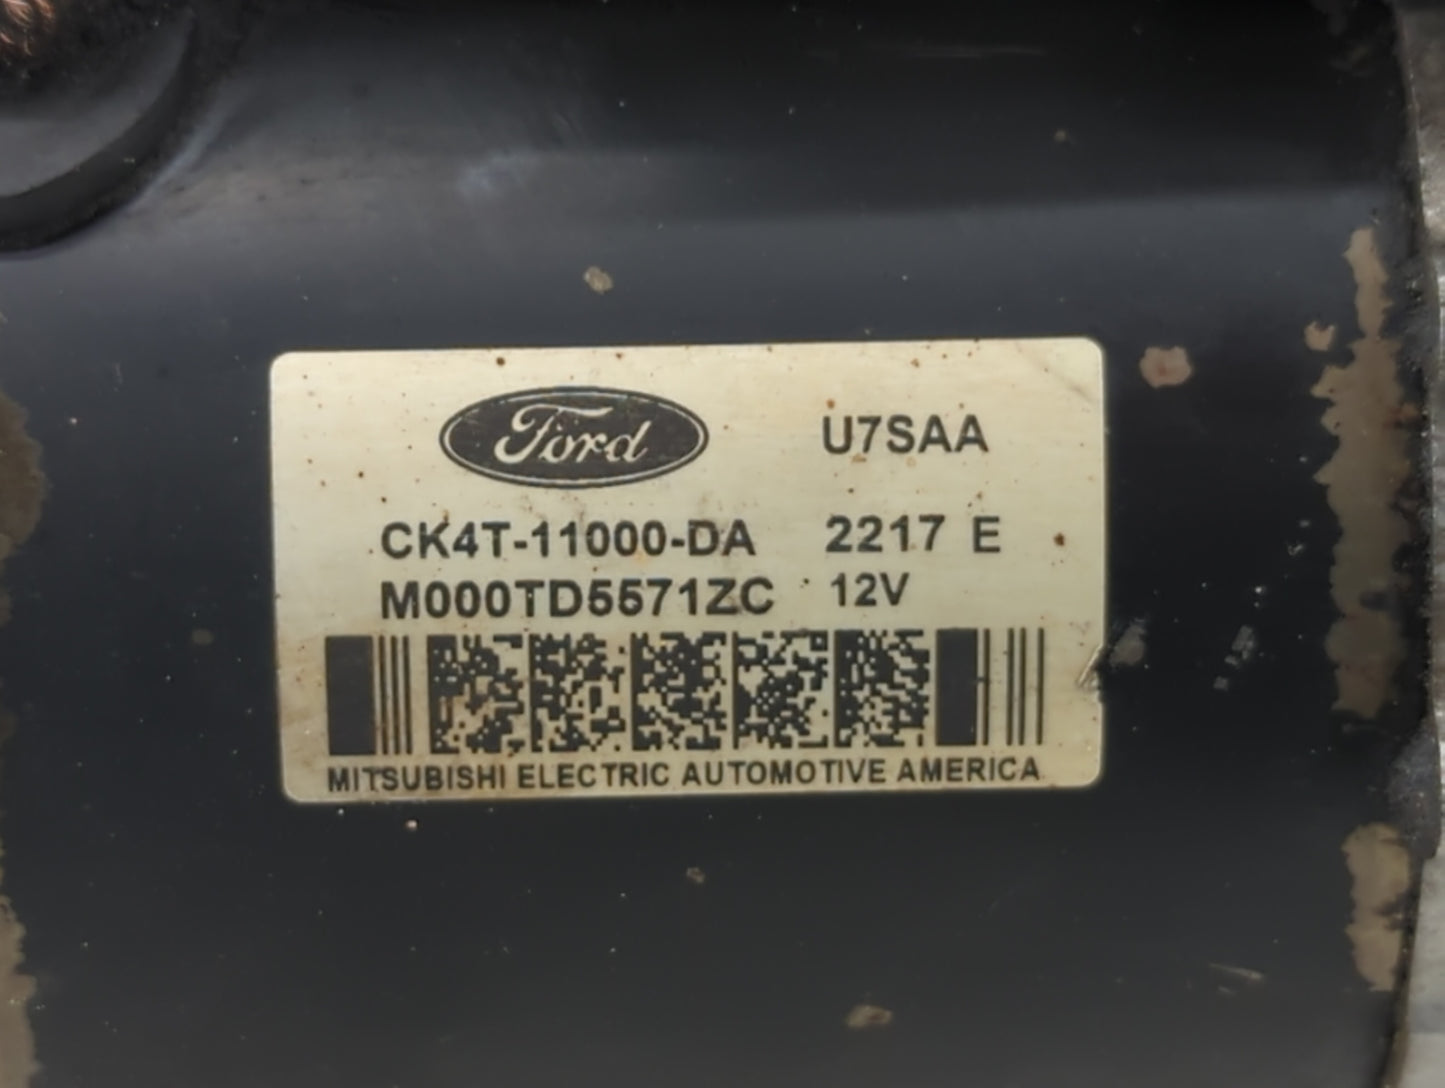 Ford U7SAA
CK4T-11000-DA 2217 E
M000TD5571ZC 12V
MITSUBISHI ELECTRIC AUTOMOTIVE AMERICA